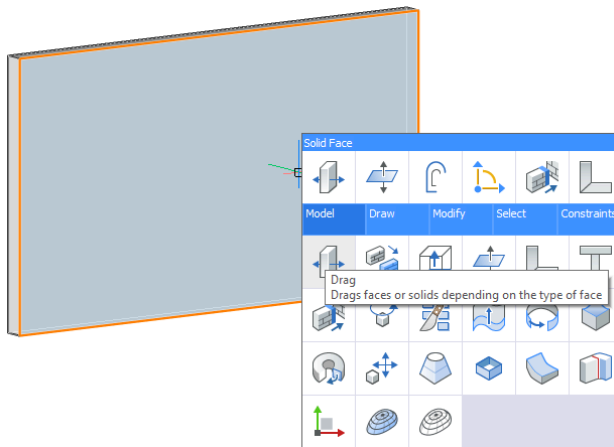 Solid Face
Model Draw Modify Select Constraints
Drag
Drags faces or solids depending on the type of face